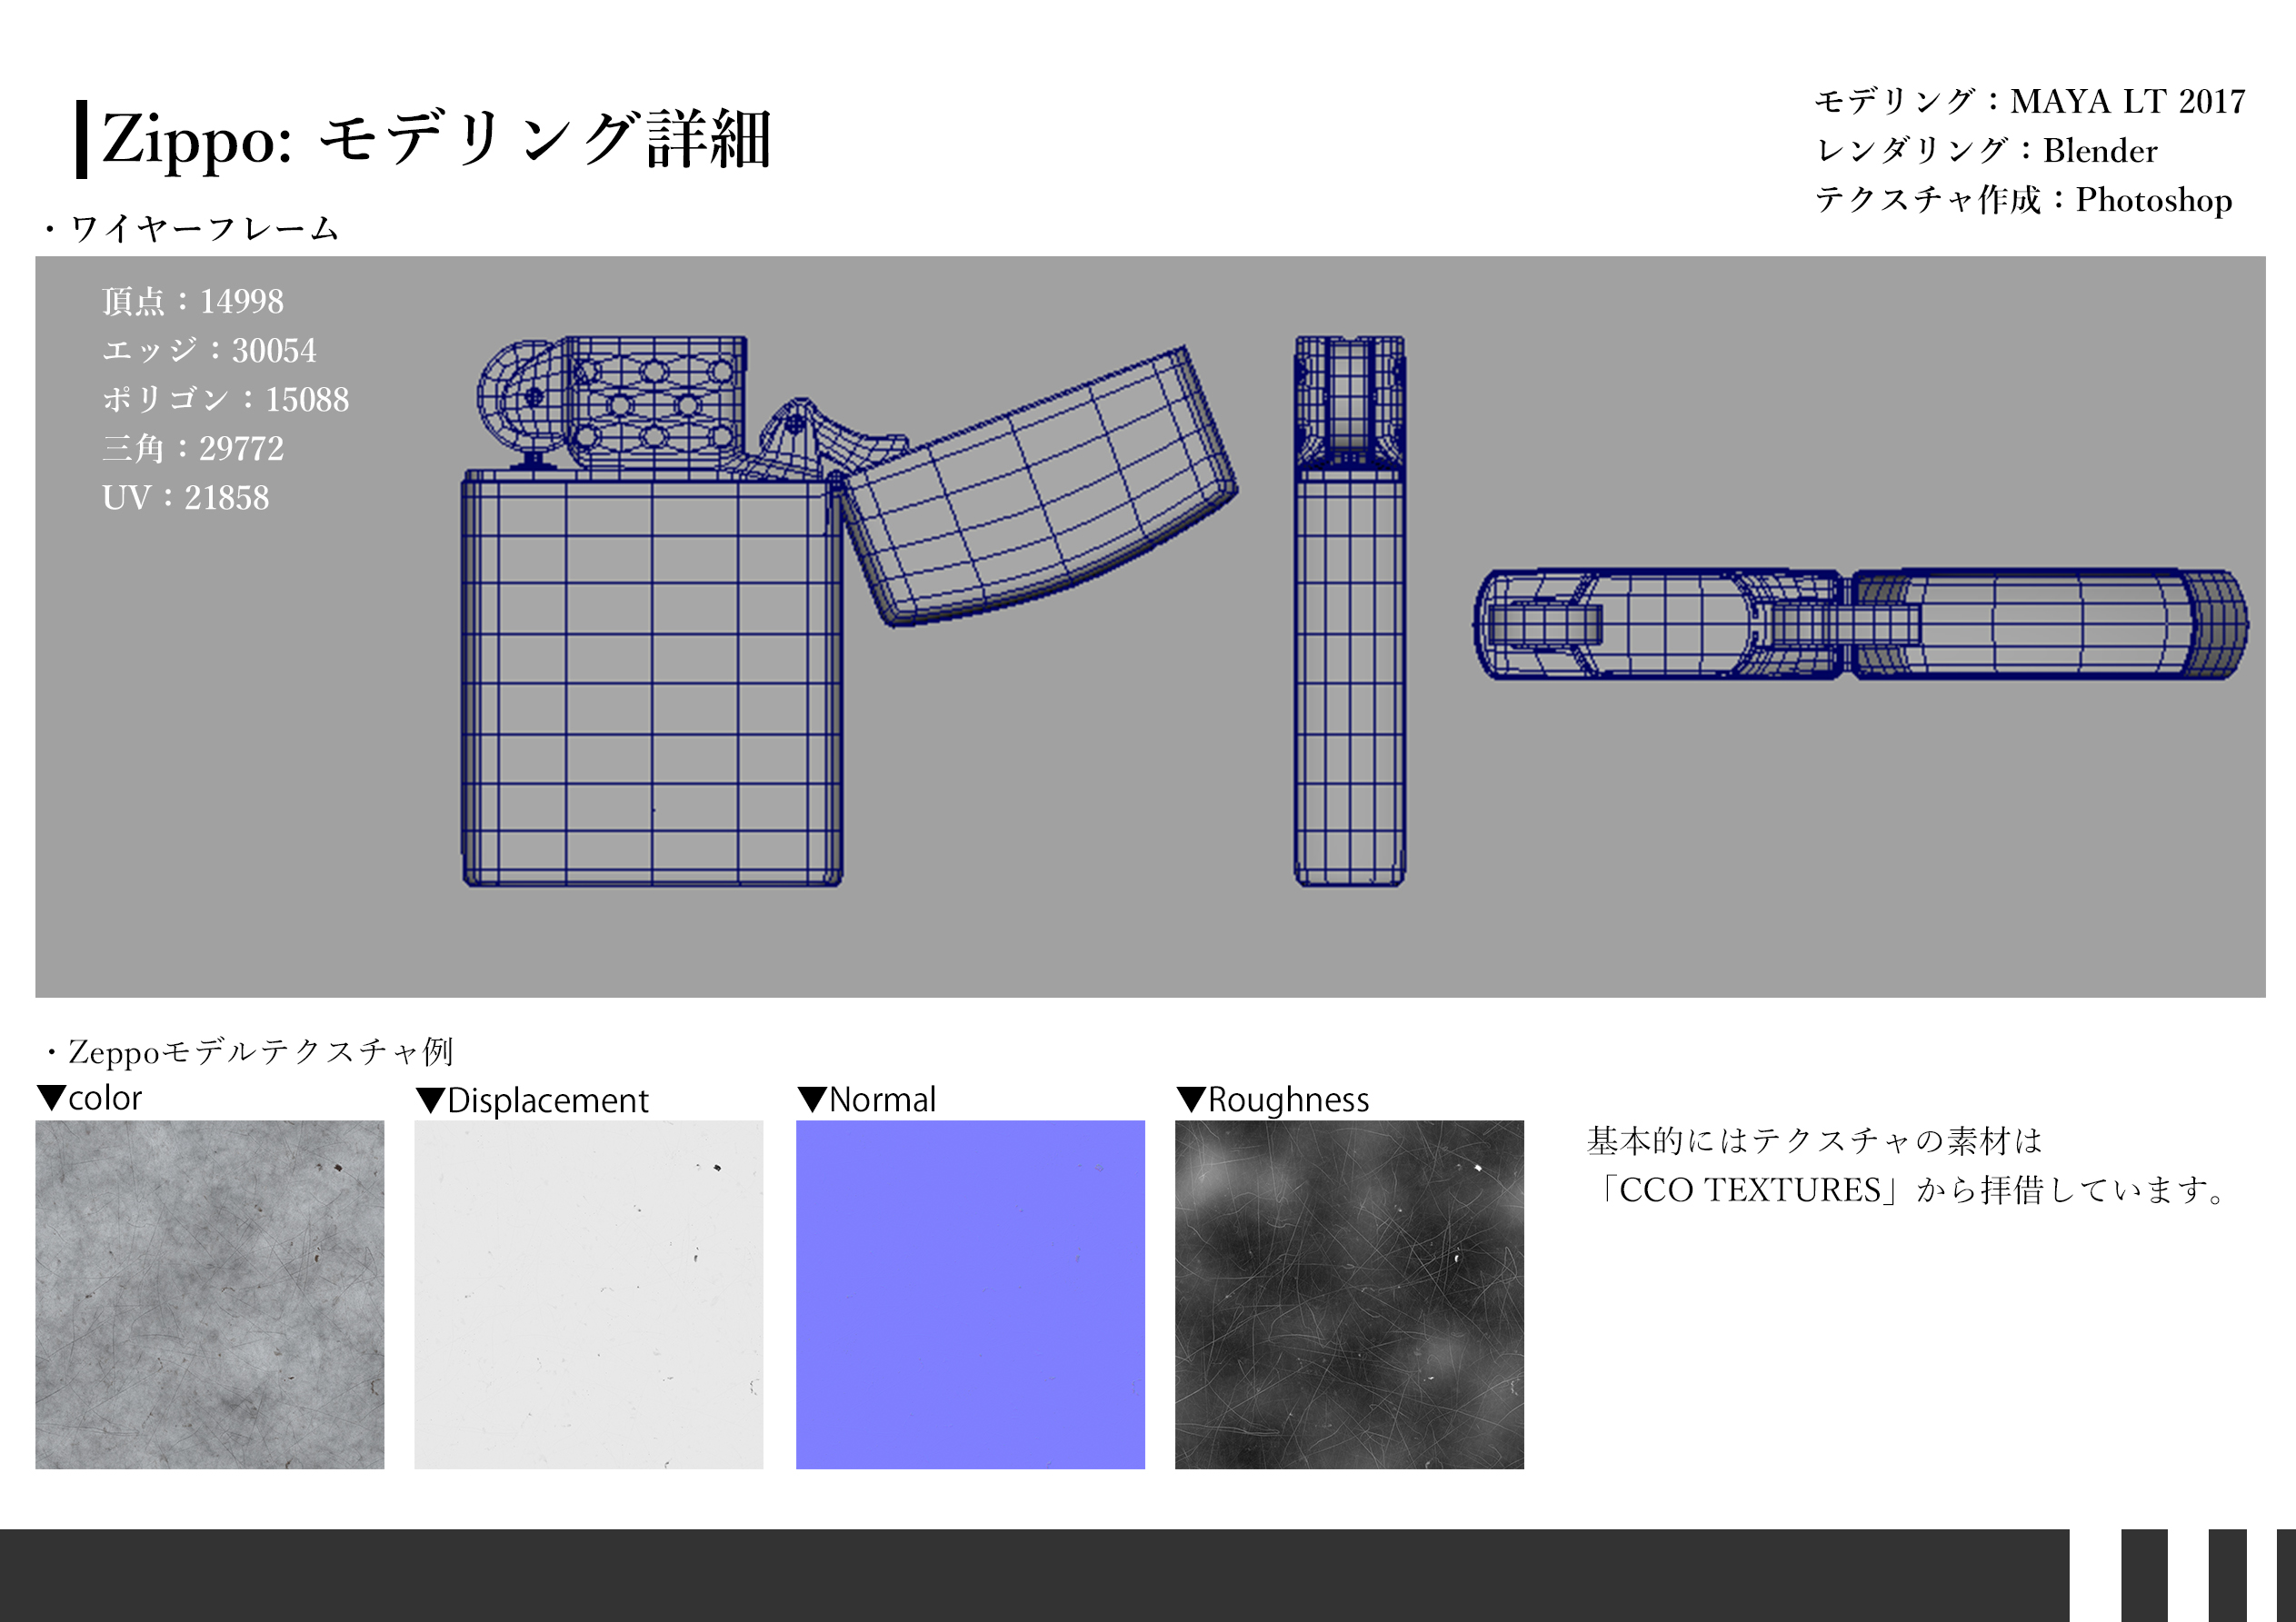 Zippo: モデリング詳細
モデリング：MAYA LT 2017
レンダリング：Blender
テクスチャ作成：Photoshop
・ワイヤーフレーム
頂点：14998
エッジ：30054
ポリゴン：15088
三角：29772
UV：21858
・Zeppoモデルテクスチャ例
▼color
▼Displacement
▼Normal
▼Roughness
基本的にはテクスチャの素材は
「CCO TEXTURES」から拝借しています。